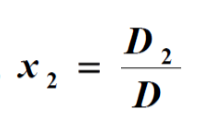 x₂ = D₂/D